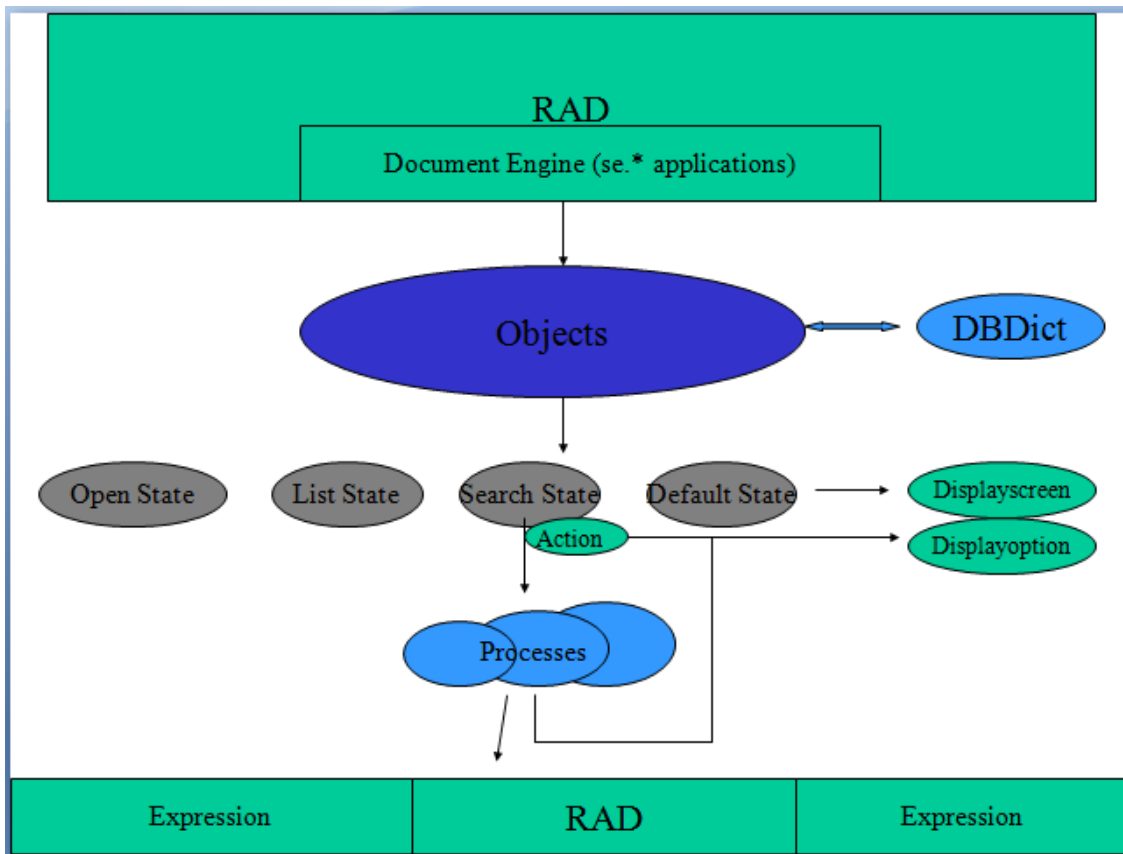 RAD
Document Engine (se.* applications)
Objects
DBDict
Open State
List State
Search State
Default State
Displayscreen
Action
Displayoption
Processes
Expression
RAD
Expression